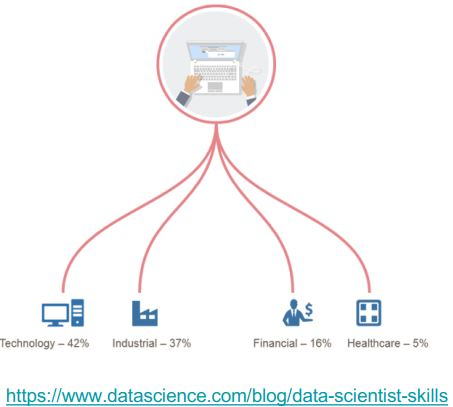 Technology – 42% Industrial – 37% Financial – 16% Healthcare – 5%
https://www.datascience.com/blog/data-scientist-skills